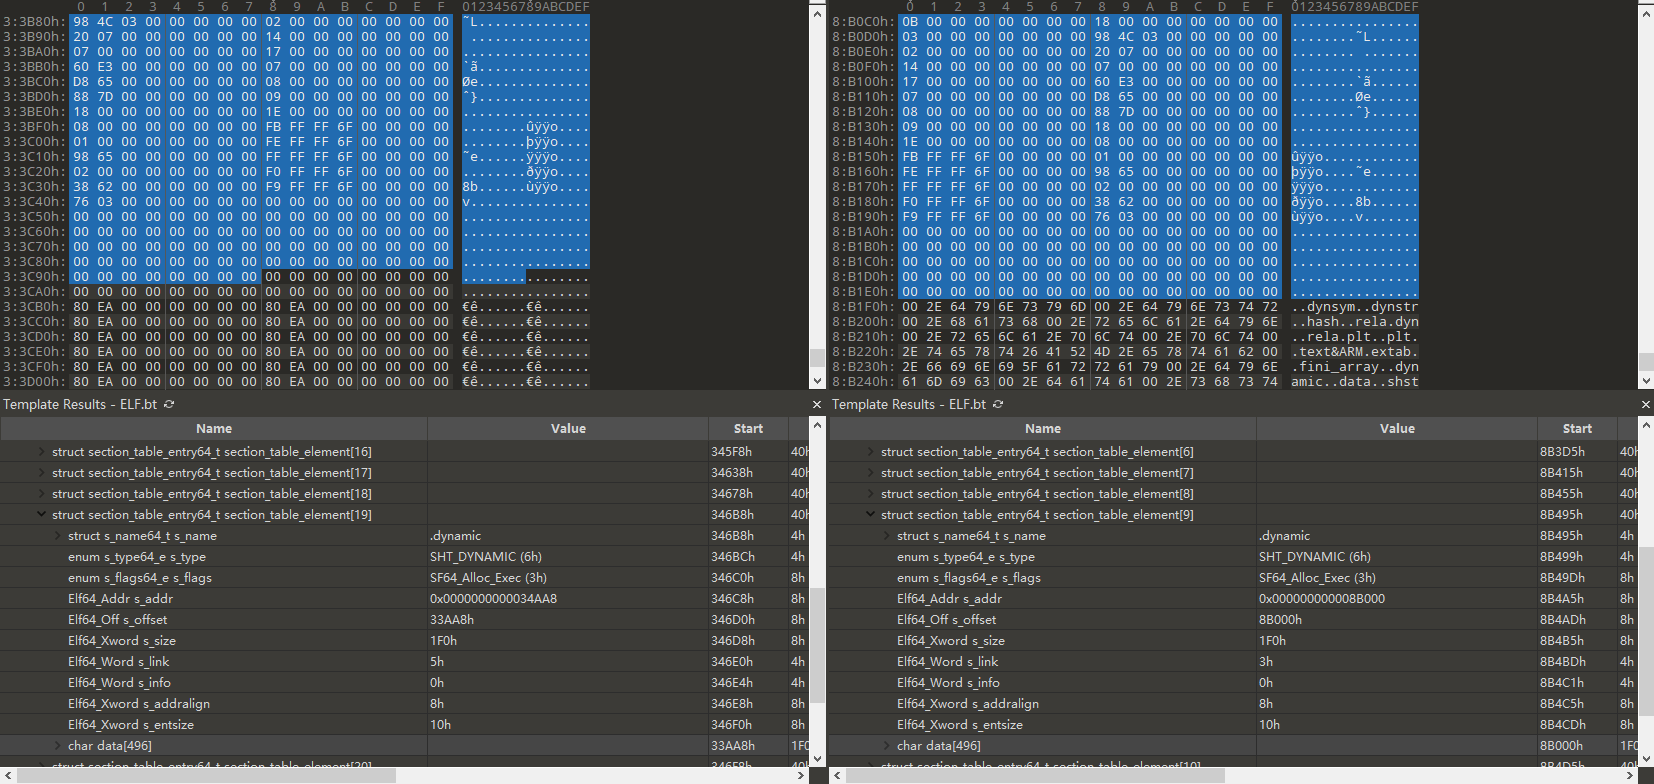 0 1 2 3 4 5 6 7 8 9 A B C D E F 0123456789ABCDEF
3:3B80h: 98 4C 03 00 00 00 00 00 02 00 00 00 00 00 00 00 ˜L..............
3:3B90h: 20 07 00 00 00 00 00 00 14 00 00 00 00 00 00 00  ...............
3:3BA0h: 07 00 00 00 00 00 00 00 17 00 00 00 00 00 00 00 ................
3:3BB0h: 60 E3 00 00 00 00 00 00 07 00 00 00 00 00 00 00 `ã..............
3:3BC0h: D8 65 00 00 00 00 00 00 08 00 00 00 00 00 00 00 Øe..............
3:3BD0h: 88 7D 00 00 00 00 00 00 09 00 00 00 00 00 00 00 ˆ}..............
3:3BE0h: 18 00 00 00 00 00 00 00 1E 00 00 00 00 00 00 00 ................
3:3BF0h: 08 00 00 00 00 00 00 00 FB FF FF 6F 00 00 00 00 ........ûÿÿo....
3:3C00h: 01 00 00 00 00 00 00 00 FE FF FF 6F 00 00 00 00 ........þÿÿo....
3:3C10h: 98 65 00 00 00 00 00 00 FF FF FF 6F 00 00 00 00 ˜e......ÿÿÿo....
3:3C20h: 02 00 00 00 00 00 00 00 F0 FF FF 6F 00 00 00 00 ........ðÿÿo....
3:3C30h: 38 62 00 00 00 00 00 00 F9 FF FF 6F 00 00 00 00 8b......ùÿÿo....
3:3C40h: 76 03 00 00 00 00 00 00 00 00 00 00 00 00 00 00 v...............
3:3C50h: 00 00 00 00 00 00 00 00 00 00 00 00 00 00 00 00 ................
3:3C60h: 00 00 00 00 00 00 00 00 00 00 00 00 00 00 00 00 ................
3:3C70h: 00 00 00 00 00 00 00 00 00 00 00 00 00 00 00 00 ................
3:3C80h: 00 00 00 00 00 00 00 00 00 00 00 00 00 00 00 00 ................
3:3C90h: 00 00 00 00 00 00 00 00 00 00 00 00 00 00 00 00 ................
3:3CA0h: 00 00 00 00 00 00 00 00 00 00 00 00 00 00 00 00 ................
3:3CB0h: 80 EA 00 00 00 00 00 00 80 EA 00 00 00 00 00 00 €ê......€ê......
3:3CC0h: 80 EA 00 00 00 00 00 00 80 EA 00 00 00 00 00 00 €ê......€ê......
3:3CD0h: 80 EA 00 00 00 00 00 00 80 EA 00 00 00 00 00 00 €ê......€ê......
3:3CE0h: 80 EA 00 00 00 00 00 00 80 EA 00 00 00 00 00 00 €ê......€ê......
3:3CF0h: 80 EA 00 00 00 00 00 00 80 EA 00 00 00 00 00 00 €ê......€ê......
3:3D00h: 80 EA 00 00 00 00 00 00 80 EA 00 00 00 00 00 00 €ê......€ê......
Template Results - ELF.bt
Name Value Start
struct section_table_entry64_t section_table_element[16] 345F8h 40h
struct section_table_entry64_t section_table_element[17] 34638h 40h
struct section_table_entry64_t section_table_element[18] 34678h 40h
struct section_table_entry64_t section_table_element[19] 346B8h 40h
struct s_name64_t s_name .dynamic 346B8h 4h
enum s_type64_e s_type SHT_DYNAMIC (6h) 346BCh 4h
enum s_flags64_e s_flags SF64_Alloc_Exec (3h) 346C0h 8h
Elf64_Addr s_addr 0x0000000000034AA8 346C8h 8h
Elf64_Off s_offset 33AA8h 346D0h 8h
Elf64_Xword s_size 1F0h 346D8h 8h
Elf64_Word s_link 5h 346E0h 4h
Elf64_Word s_info 0h 346E4h 4h
Elf64_Xword s_addralign 8h 346E8h 8h
Elf64_Xword s_entsize 10h 346F0h 8h
char data[496] 33AA8h 1F0
struct section_table_entry64_t section_table_element[20] 346F8h 40h
0 1 2 3 4 5 6 7 8 9 A B C D E F 0123456789ABCDEF
8:B0C0h: 0B 00 00 00 00 00 00 00 18 00 00 00 00 00 00 00 ................
8:B0D0h: 03 00 00 00 00 00 00 00 98 4C 03 00 00 00 00 00 ........˜L......
8:B0E0h: 02 00 00 00 00 00 00 00 20 07 00 00 00 00 00 00 ........ .......
8:B0F0h: 14 00 00 00 00 00 00 00 07 00 00 00 00 00 00 00 ................
8:B100h: 17 00 00 00 00 00 00 00 60 E3 00 00 00 00 00 00 ........`ã......
8:B110h: 07 00 00 00 00 00 00 00 D8 65 00 00 00 00 00 00 ........Øe......
8:B120h: 08 00 00 00 00 00 00 00 88 7D 00 00 00 00 00 00 ........ˆ}......
8:B130h: 09 00 00 00 00 00 00 00 18 00 00 00 00 00 00 00 ................
8:B140h: 1E 00 00 00 00 00 00 00 08 00 00 00 00 00 00 00 ................
8:B150h: FB FF FF 6F 00 00 00 00 01 00 00 00 00 00 00 00 ûÿÿo............
8:B160h: FE FF FF 6F 00 00 00 00 98 65 00 00 00 00 00 00 þÿÿo....˜e......
8:B170h: FF FF FF 6F 00 00 00 00 02 00 00 00 00 00 00 00 ÿÿÿo............
8:B180h: F0 FF FF 6F 00 00 00 00 38 62 00 00 00 00 00 00 ðÿÿo....8b......
8:B190h: F9 FF FF 6F 00 00 00 00 76 03 00 00 00 00 00 00 ùÿÿo....v.......
8:B1A0h: 00 00 00 00 00 00 00 00 00 00 00 00 00 00 00 00 ................
8:B1B0h: 00 00 00 00 00 00 00 00 00 00 00 00 00 00 00 00 ................
8:B1C0h: 00 00 00 00 00 00 00 00 00 00 00 00 00 00 00 00 ................
8:B1D0h: 00 00 00 00 00 00 00 00 00 00 00 00 00 00 00 00 ................
8:B1E0h: 00 00 00 00 00 00 00 00 00 00 00 00 00 00 00 00 ................
8:B1F0h: 00 2E 64 79 6E 73 79 6D 00 2E 64 79 6E 73 74 72 ..dynsym..dynstr
8:B200h: 00 2E 68 61 73 68 00 2E 72 65 6C 61 2E 64 79 6E ..hash..rela.dyn
8:B210h: 00 2E 72 65 6C 61 2E 70 6C 74 00 2E 70 6C 74 00 ..rela.plt..plt.
8:B220h: 2E 74 65 78 74 26 41 52 4D 2E 65 78 74 61 62 00 .text&ARM.extab.
8:B230h: 2E 66 69 6E 69 5F 61 72 72 61 79 00 2E 64 79 6E .fini_array..dyn
8:B240h: 61 6D 69 63 00 2E 64 61 74 61 00 2E 73 68 73 74 amic..data..shst
Template Results - ELF.bt
Name Value Start
struct section_table_entry64_t section_table_element[6] 8B3D5h 40h
struct section_table_entry64_t section_table_element[7] 8B415h 40h
struct section_table_entry64_t section_table_element[8] 8B455h 40h
struct section_table_entry64_t section_table_element[9] 8B495h 40h
struct s_name64_t s_name .dynamic 8B495h 4h
enum s_type64_e s_type SHT_DYNAMIC (6h) 8B499h 4h
enum s_flags64_e s_flags SF64_Alloc_Exec (3h) 8B49Dh 8h
Elf64_Addr s_addr 0x000000000008B000 8B4A5h 8h
Elf64_Off s_offset 8B000h 8B4ADh 8h
Elf64_Xword s_size 1F0h 8B4B5h 8h
Elf64_Word s_link 3h 8B4BDh 4h
Elf64_Word s_info 0h 8B4C1h 4h
Elf64_Xword s_addralign 8h 8B4C5h 8h
Elf64_Xword s_entsize 10h 8B4CDh 8h
char data[496] 8B000h 1F0
struct section_table_entry64_t section_table_element[10] 8B4D5h 40h